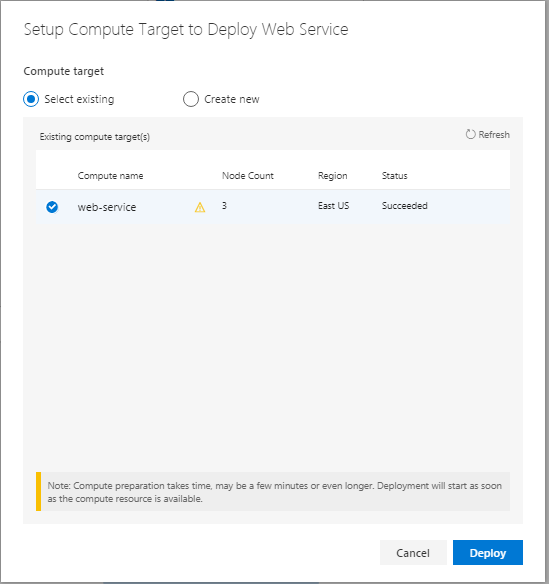 Setup Compute Target to Deploy Web Service
Compute target
Select existing
Create new
Existing compute target(s)
Refresh
Compute name
Node Count
Region
Status
web-service
3
East US
Succeeded
Note: Compute preparation takes time, may be a few minutes or even longer. Deployment will start as soon
as the compute resource is available.
Cancel
Deploy